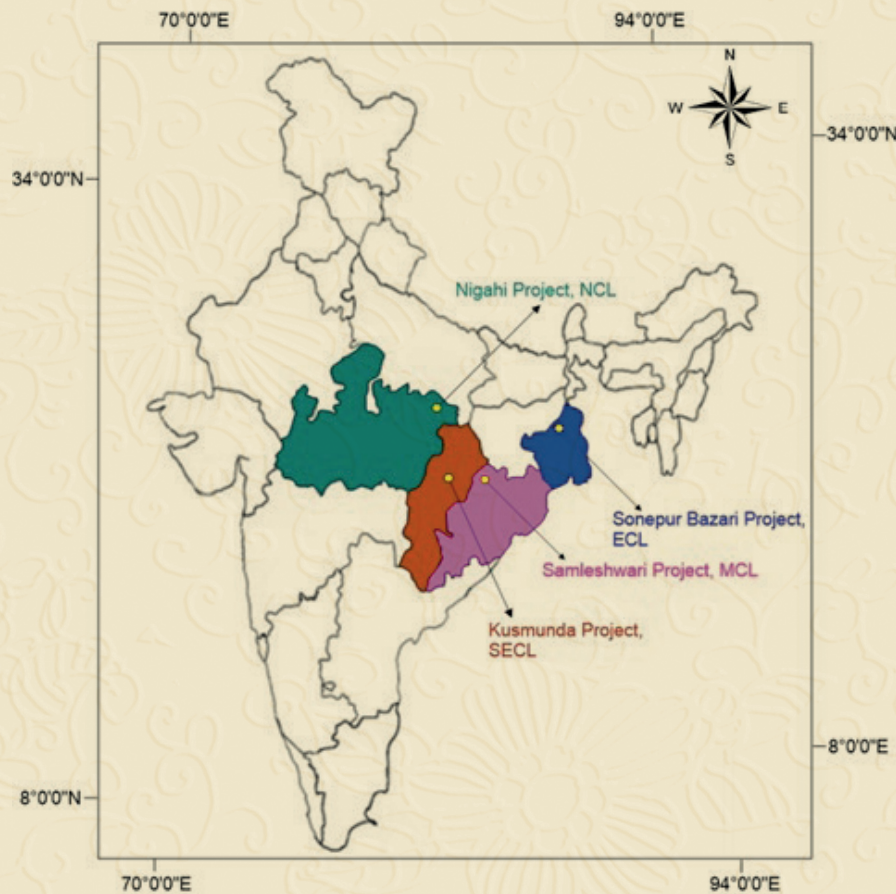 70°0'0"E
94°0'0"E
N
W E
S
34°0'0"N
34°0'0"N
Nigahi Project, NCL
Sonepur Bazari Project,
ECL
Samleshwari Project, MCL
Kusmunda Project,
SECL
8°0'0"E
8°0'0"N
70°0'0"E
94°0'0"E